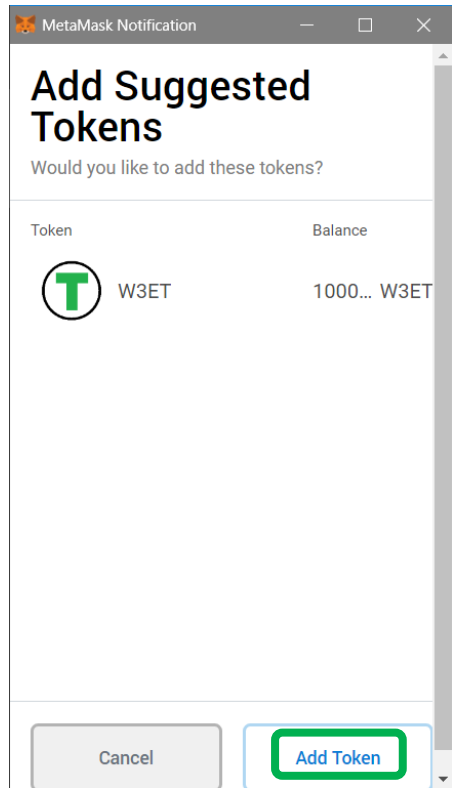 MetaMask Notification
Add Suggested
Tokens
Would you like to add these tokens?
Token Balance
T W3ET 1000... W3ET
Cancel Add Token